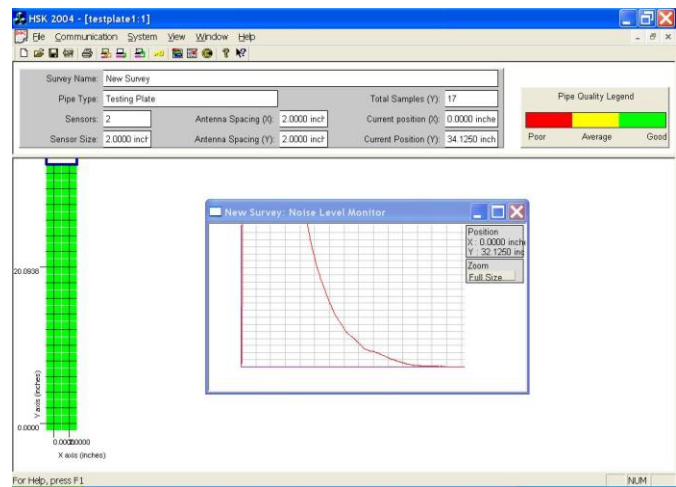 HSK 2004 - [testplate1:1]
File Communication System View Window Help
Survey Name: New Survey
Pipe Type: Testing Plate Total Samples (Y): 17
Sensors: 2 Antenna Spacing (X): 2.0000 inch Current position (X): 0.0000 inche
Sensor Size: 2.0000 inch Antenna Spacing (Y): 2.0000 inch Current Position (Y): 34.1250 inch
Pipe Quality Legend
Poor Average Good
New Survey: Noise Level Monitor
Position
X : 0.0000 inche
Y : 32.1250 inc
Zoom
Full Size...
20.0938
Y axis (inches)
0.0000
X axis (inches)
For Help, press F1 NUM